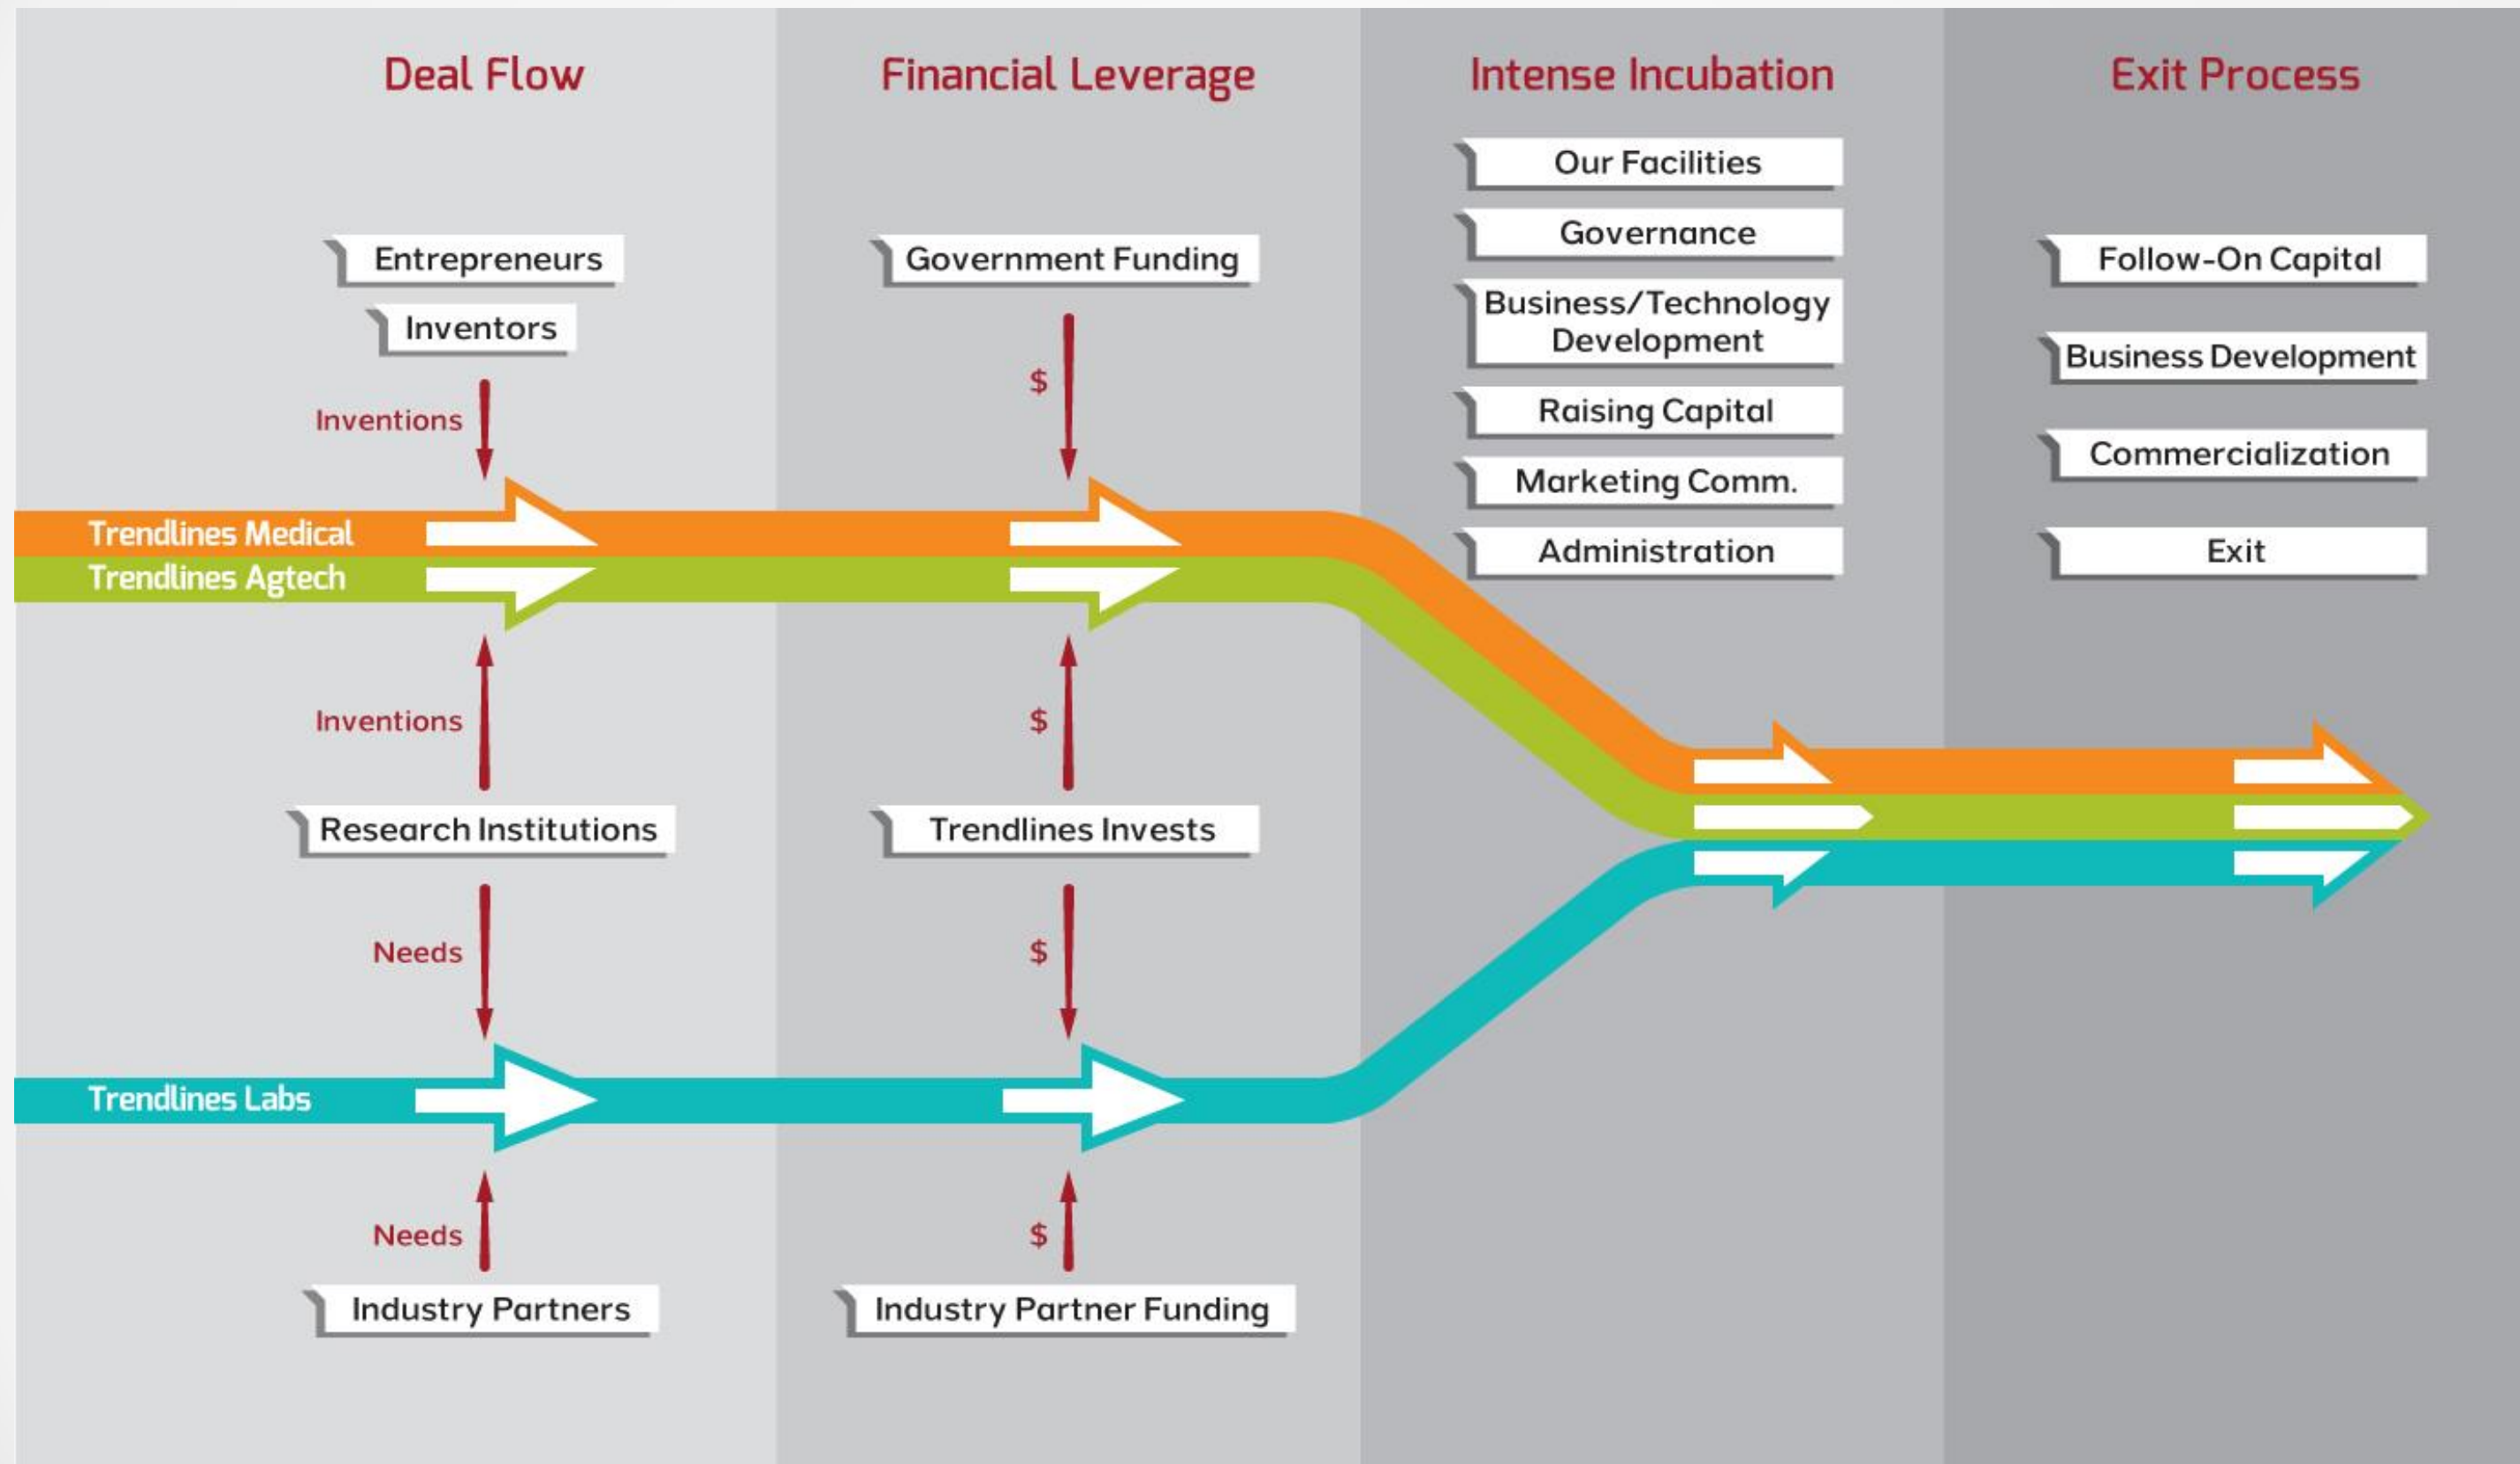 Deal Flow
Entrepreneurs
Inventors
Inventions
Trendlines Medical
Trendlines Agtech
Inventions
Research Institutions
Needs
Trendlines Labs
Needs
Industry Partners
Financial Leverage
Government Funding
$
$
Trendlines Invests
$
$
Industry Partner Funding
Intense Incubation
Our Facilities
Governance
Business/Technology
Development
Raising Capital
Marketing Comm.
Administration
Exit Process
Follow-On Capital
Business Development
Commercialization
Exit